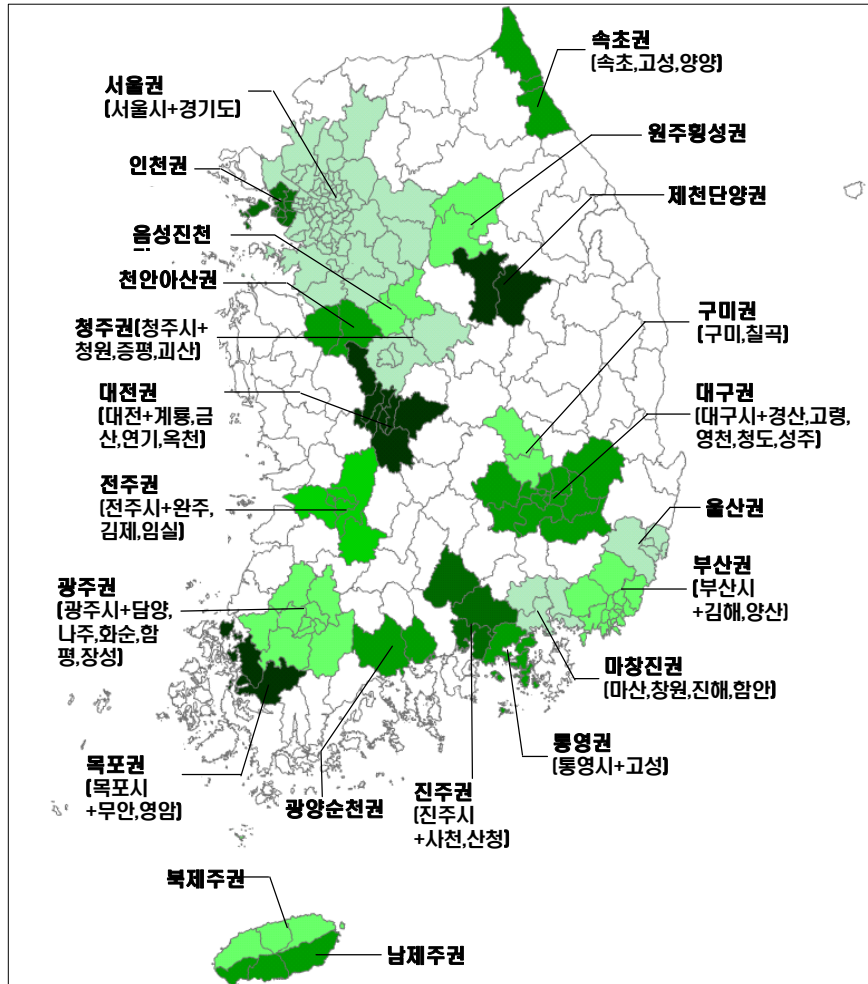 속초권
(속초,고성,양양)
서울권
(서울시+경기도)
원주횡성권
인천권
제천단양권
음성진천
천안아산권
구미권
(구미,칠곡)
청주권(청주시+
청원,증평,괴산)
대전권
(대전+계룡,금
산,연기,옥천)
대구권
(대구시+경산,고령,
영천,청도,성주)
전주권
(전주시+완주,
김제,임실)
울산권
부산권
(부산시
+김해,양산)
광주권
(광주시+담양,
나주,화순,함
평,장성)
마창진권
(마산,창원,진해,함안)
통영권
(통영시+고성)
목포권
(목포시
+무안,영암)
광양순천권
진주권
(진주시
+사천,산청)
북제주권
남제주권